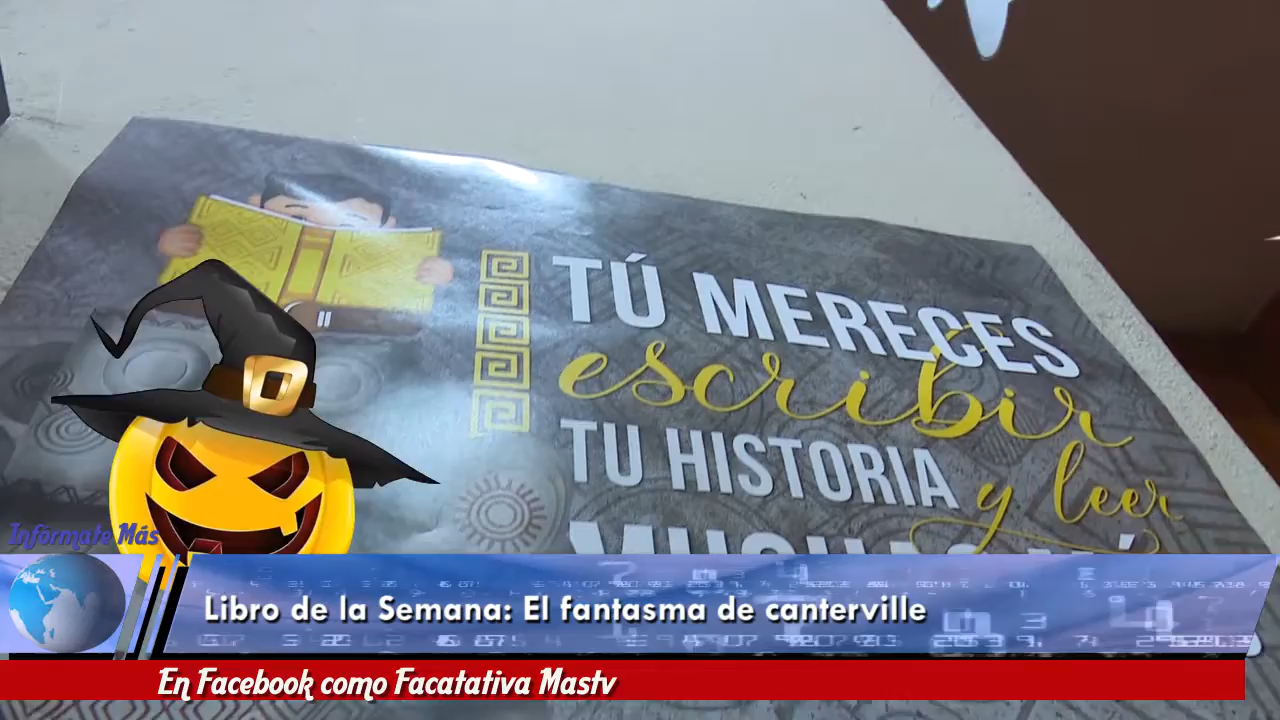 TÚ MERECES
escribir
TU HISTORIA y leer
Infórmate Más
Libro de la Semana: El fantasma de canterville
En Facebook como Facatativa Mastv